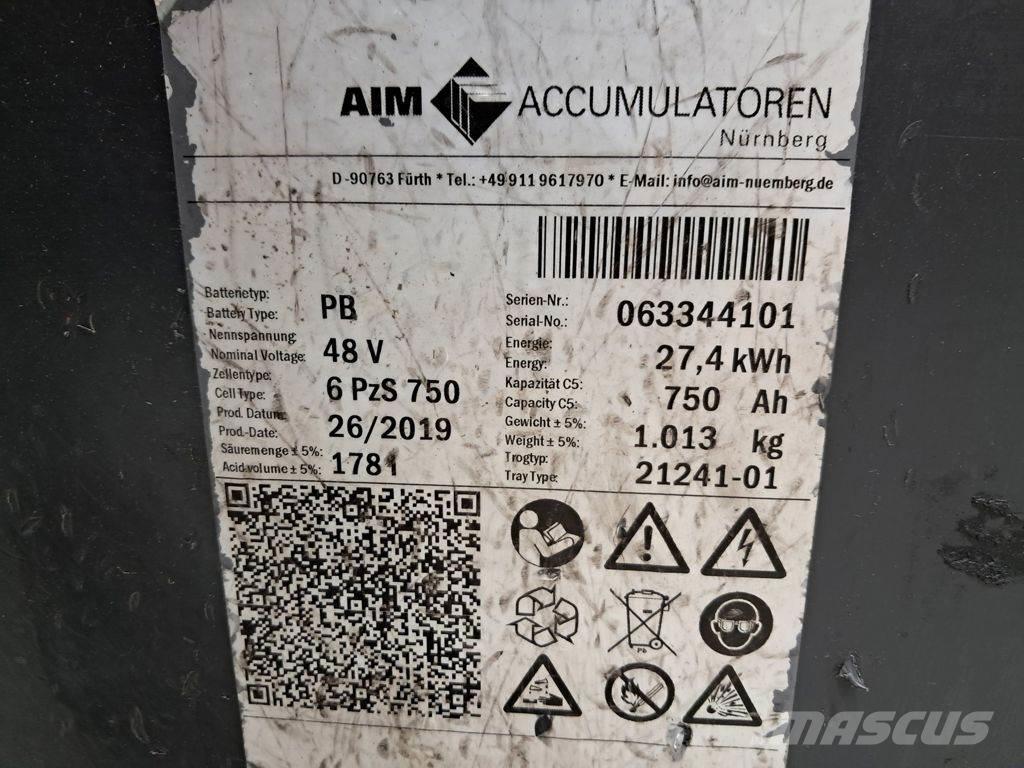 AIM ACCUMULATOREN
Nürnberg
D-90763 Fürth * Tel.: +49 911 9617970 * E-Mail: info@aim-nuernberg.de
Batterietyp:
Battery Type: PB
Nennspannung:
Nominal Voltage: 48 V
Zellentype:
Cell Type: 6 PzS 750
Prod. Datum:
Prod.-Date: 26/2019
Säuremenge ± 5%:
Acid volume ± 5%: 178 l
Serien-Nr.:
Serial-No.: 063344101
Energie:
Energy: 27,4 kWh
Kapazität C5:
Capacity C5: 750 Ah
Gewicht ± 5%:
Weight ± 5%: 1.013 kg
Trogtyp:
Tray Type: 21241-01
Pb
MASCUS